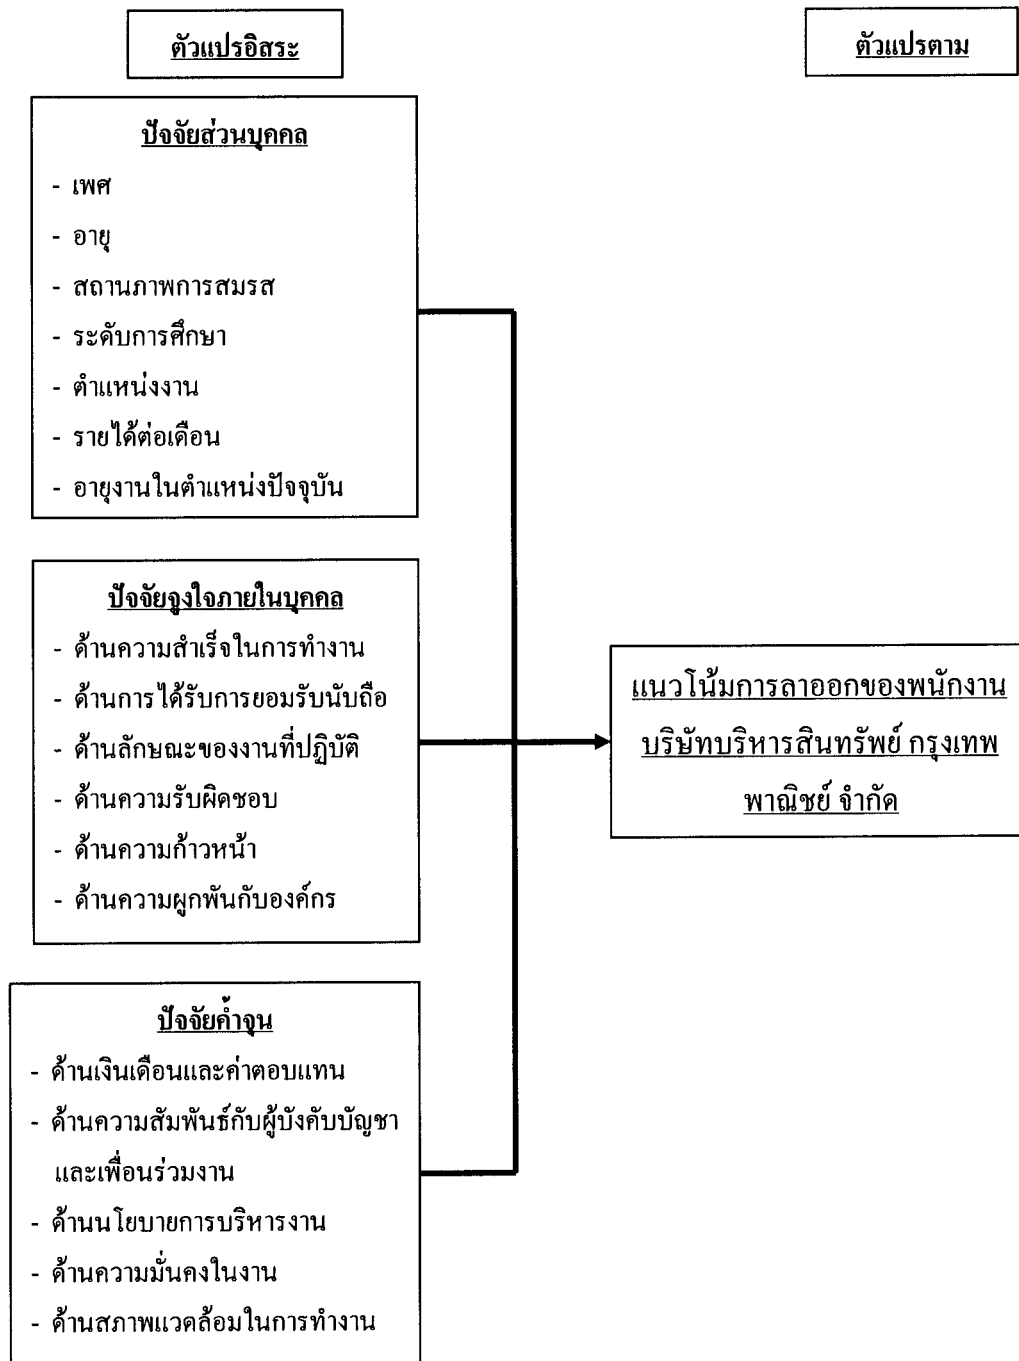 ตัวแปรอิสระ
ตัวแปรตาม
ปัจจัยส่วนบุคคล
- เพศ
- อายุ
- สถานภาพการสมรส
- ระดับการศึกษา
- ตำแหน่งงาน
- รายได้ต่อเดือน
- อายุงานในตำแหน่งปัจจุบัน
ปัจจัยจูงใจภายในบุคคล
- ด้านความสำเร็จในการทำงาน
- ด้านการได้รับการยอมรับนับถือ
- ด้านลักษณะของงานที่ปฏิบัติ
- ด้านความรับผิดชอบ
- ด้านความก้าวหน้า
- ด้านความผูกพันกับองค์กร
แนวโน้มการลาออกของพนักงาน
บริษัทบริหารสินทรัพย์ กรุงเทพ
พาณิชย์ จำกัด
ปัจจัยค้ำจุน
- ด้านเงินเดือนและค่าตอบแทน
- ด้านความสัมพันธ์กับผู้บังคับบัญชา
และเพื่อนร่วมงาน
- ด้านนโยบายการบริหารงาน
- ด้านความมั่นคงในงาน
- ด้านสภาพแวดล้อมในการทำงาน